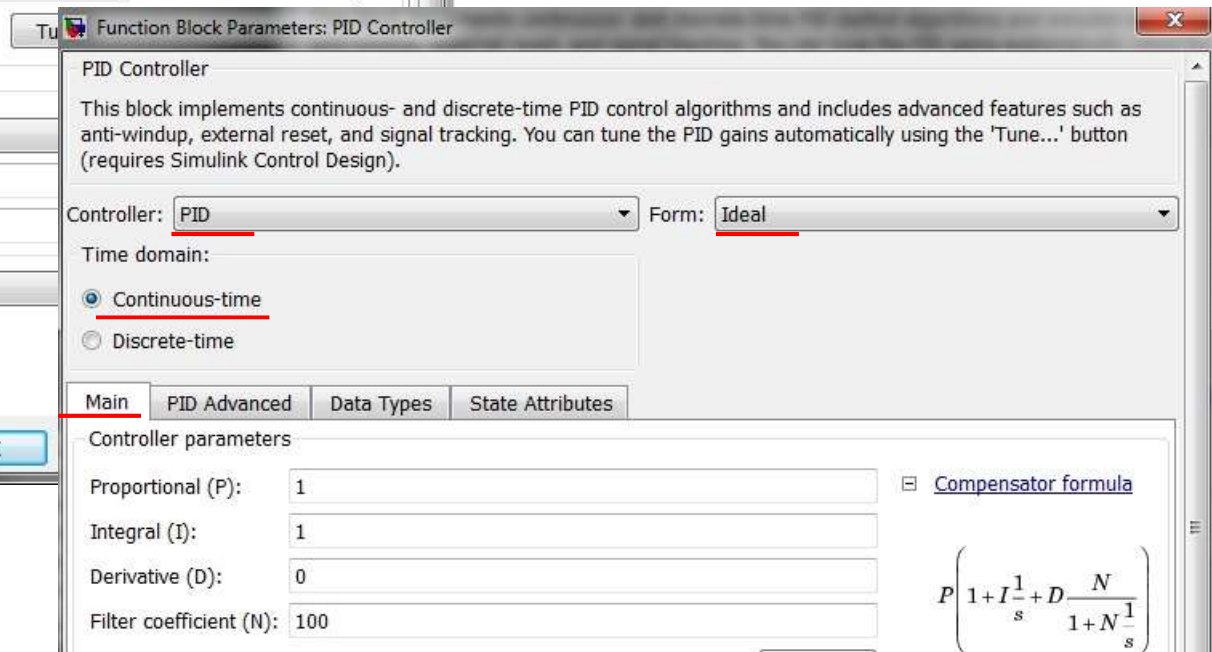 Tu
Function Block Parameters: PID Controller
PID Controller
This block implements continuous- and discrete-time PID control algorithms and includes advanced features such as
anti-windup, external reset, and signal tracking. You can tune the PID gains automatically using the 'Tune...' button
(requires Simulink Control Design).
Controller: PID Form: Ideal
Time domain:
Continuous-time
Discrete-time
Main PID Advanced Data Types State Attributes
Controller parameters
Proportional (P): 1
Compensator formula
Integral (I): 1
Derivative (D): 0
Filter coefficient (N): 100
P(1+I\frac{1}{s}+D\frac{N}{1+N\frac{1}{s}})